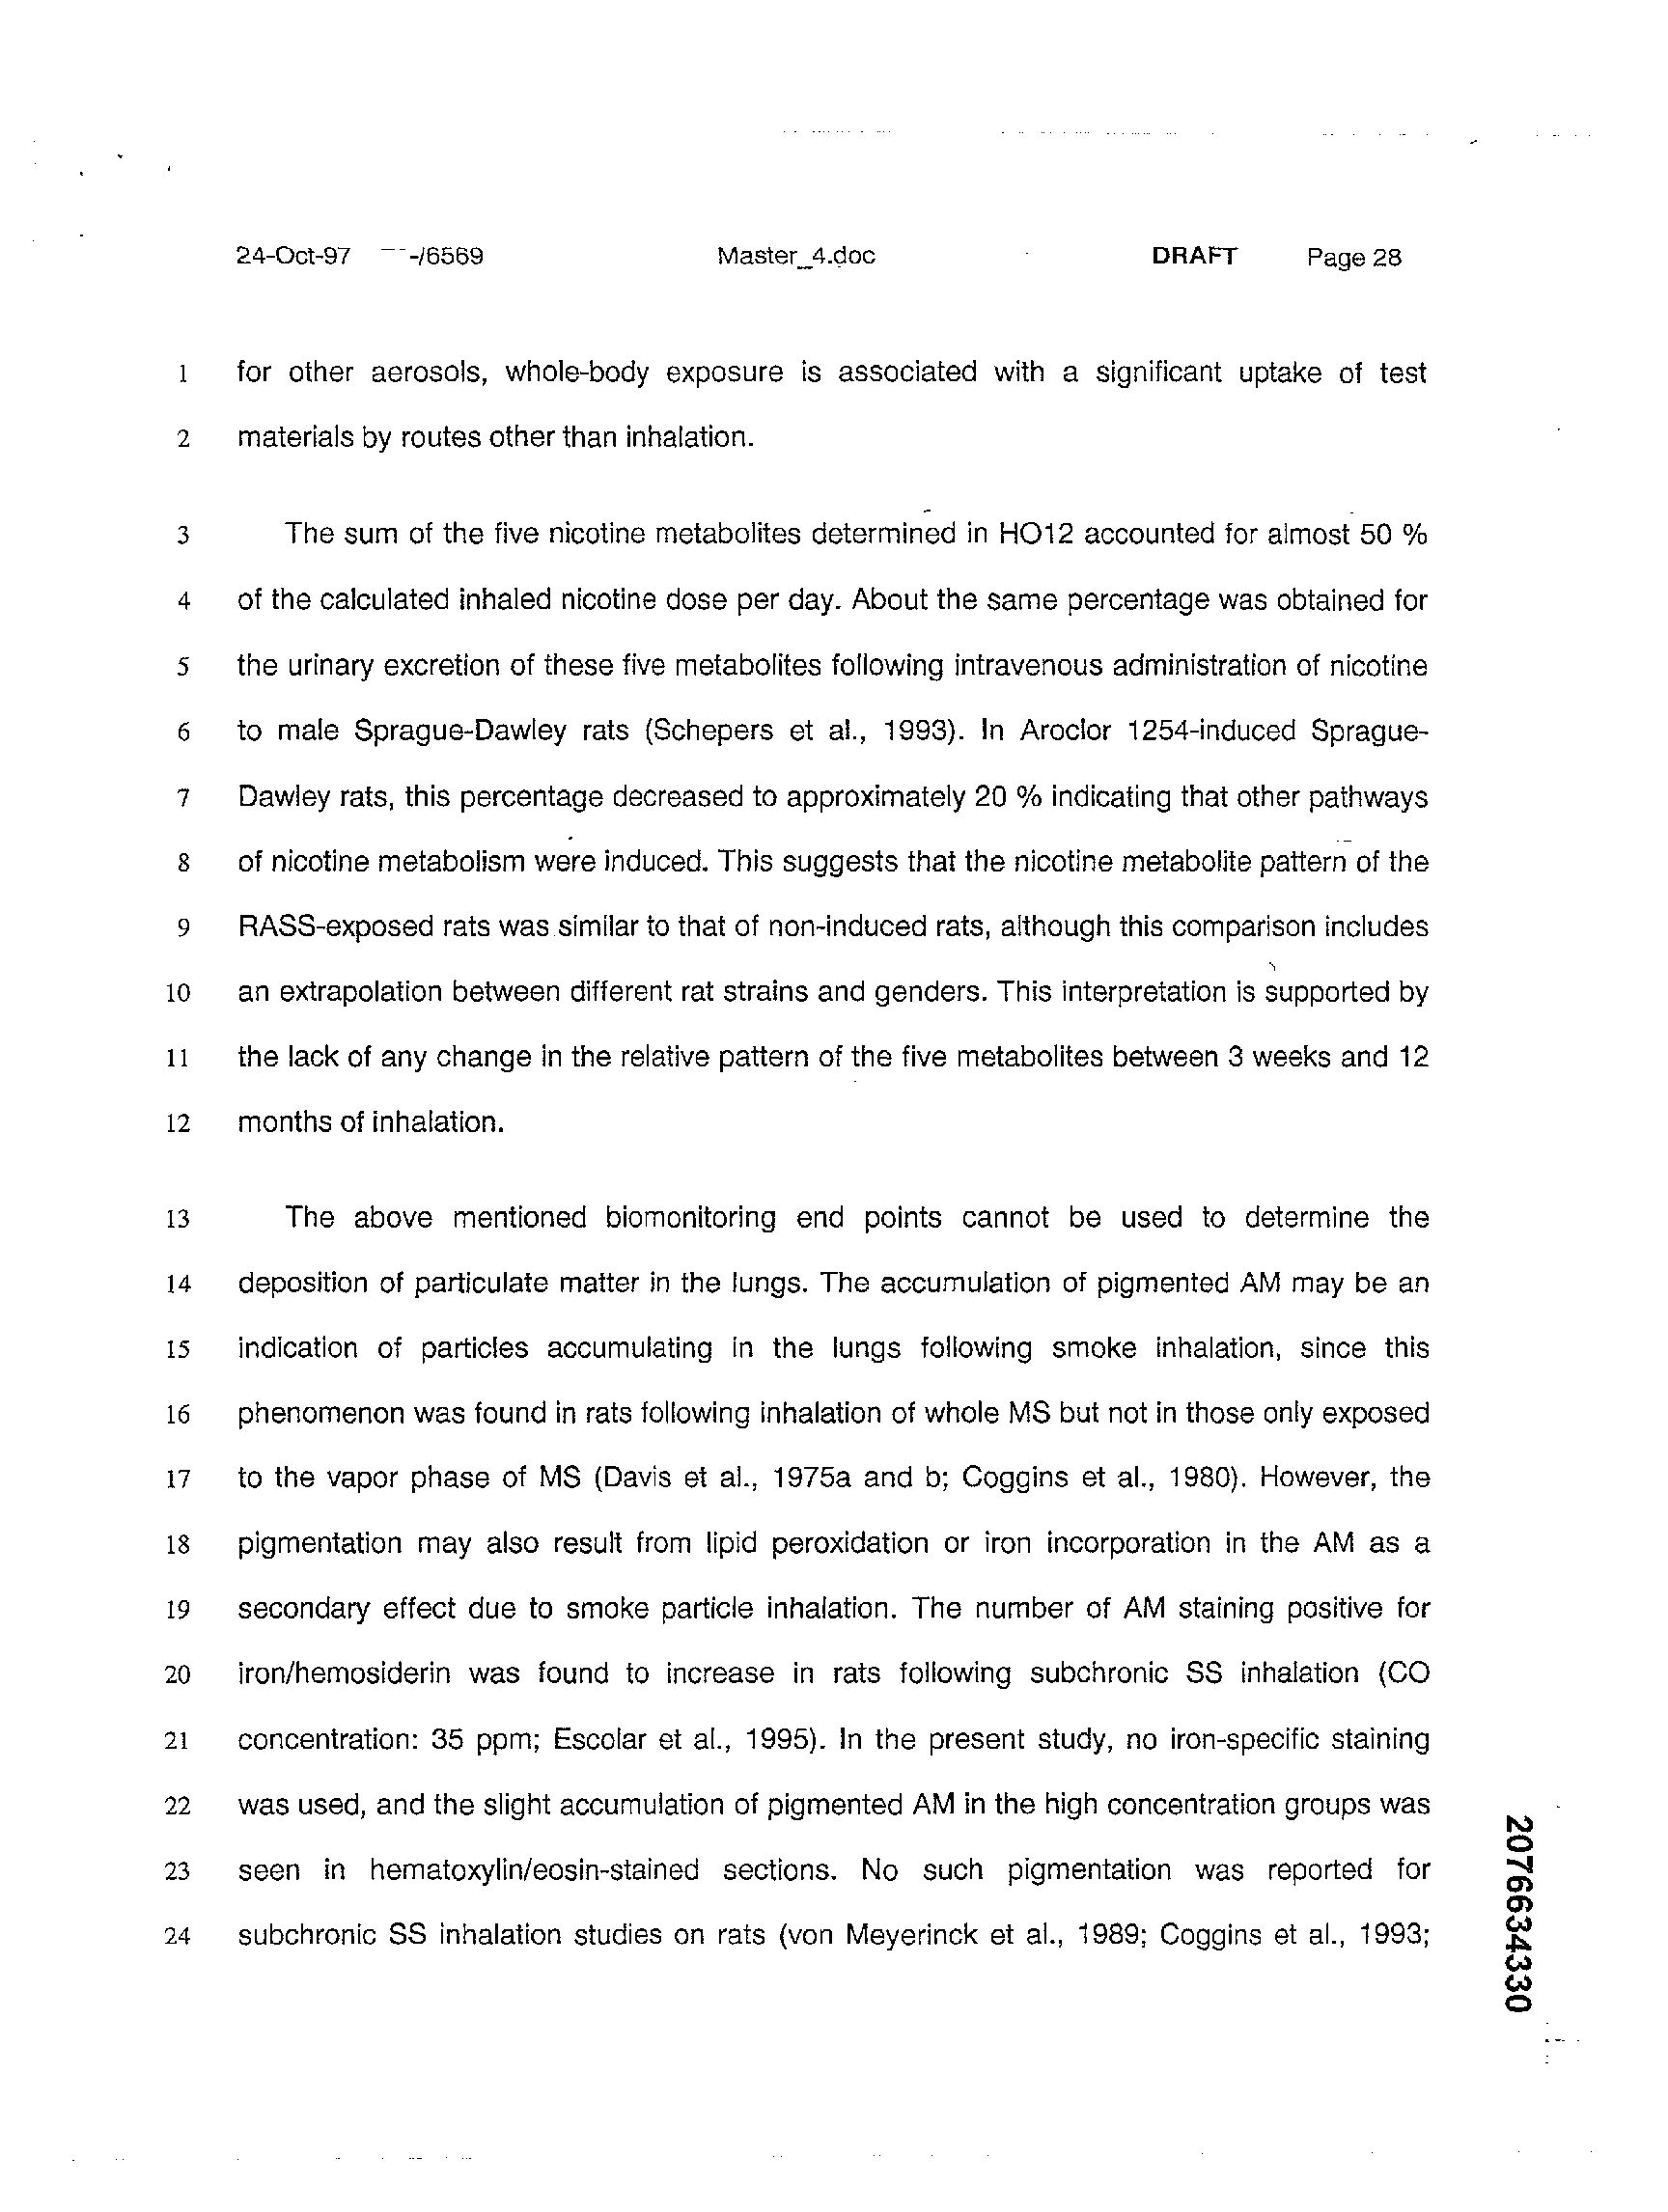 24-Oct-97 ---/6569 Master_4.doc DRAFT Page 28
1 for other aerosols, whole-body exposure is associated with a significant uptake of test
2 materials by routes other than inhalation.
3 The sum of the five nicotine metabolites determined in HO12 accounted for almost 50 %
4 of the calculated inhaled nicotine dose per day. About the same percentage was obtained for
5 the urinary excretion of these five metabolites following intravenous administration of nicotine
6 to male Sprague-Dawley rats (Schepers et al., 1993). In Aroclor 1254-induced Sprague-
7 Dawley rats, this percentage decreased to approximately 20 % indicating that other pathways
8 of nicotine metabolism were induced. This suggests that the nicotine metabolite pattern of the
9 RASS-exposed rats was similar to that of non-induced rats, although this comparison includes
10 an extrapolation between different rat strains and genders. This interpretation is supported by
11 the lack of any change in the relative pattern of the five metabolites between 3 weeks and 12
12 months of inhalation.
13 The above mentioned biomonitoring end points cannot be used to determine the
14 deposition of particulate matter in the lungs. The accumulation of pigmented AM may be an
15 indication of particles accumulating in the lungs following smoke inhalation, since this
16 phenomenon was found in rats following inhalation of whole MS but not in those only exposed
17 to the vapor phase of MS (Davis et al., 1975a and b; Coggins et al., 1980). However, the
18 pigmentation may also result from lipid peroxidation or iron incorporation in the AM as a
19 secondary effect due to smoke particle inhalation. The number of AM staining positive for
20 iron/hemosiderin was found to increase in rats following subchronic SS inhalation (CO
21 concentration: 35 ppm; Escolar et al., 1995). In the present study, no iron-specific staining
22 was used, and the slight accumulation of pigmented AM in the high concentration groups was
23 seen in hematoxylin/eosin-stained sections. No such pigmentation was reported for
24 subchronic SS inhalation studies on rats (von Meyerinck et al., 1989; Coggins et al., 1993;
2076634330